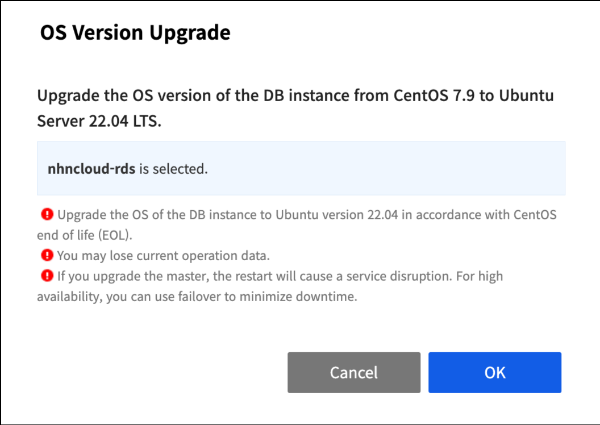 OS Version Upgrade
Upgrade the OS version of the DB instance from CentOS 7.9 to Ubuntu
Server 22.04 LTS.
nhncloud-rds is selected.
Upgrade the OS of the DB instance to Ubuntu version 22.04 in accordance with CentOS
end of life (EOL).
You may lose current operation data.
If you upgrade the master, the restart will cause a service disruption. For high
availability, you can use failover to minimize downtime.
Cancel
OK